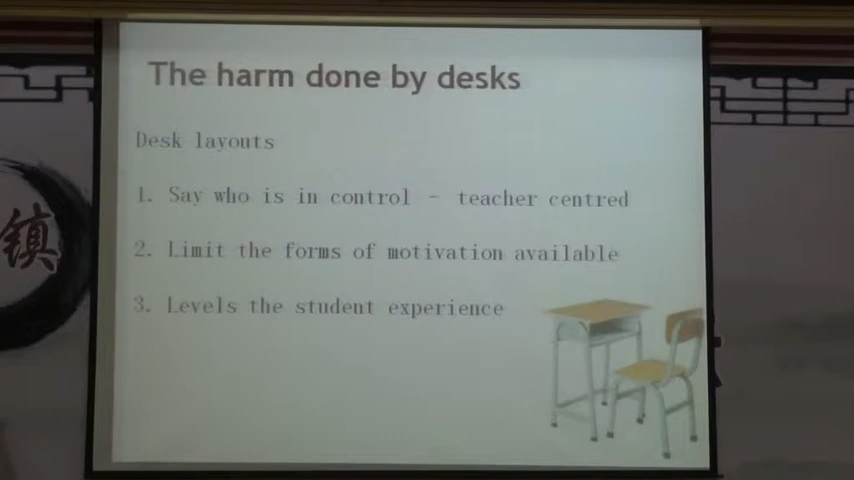 The harm done by desks
Desk layouts
1. Say who is in control – teacher centred
2. Limit the forms of motivation available
3. Levels the student experience
镇